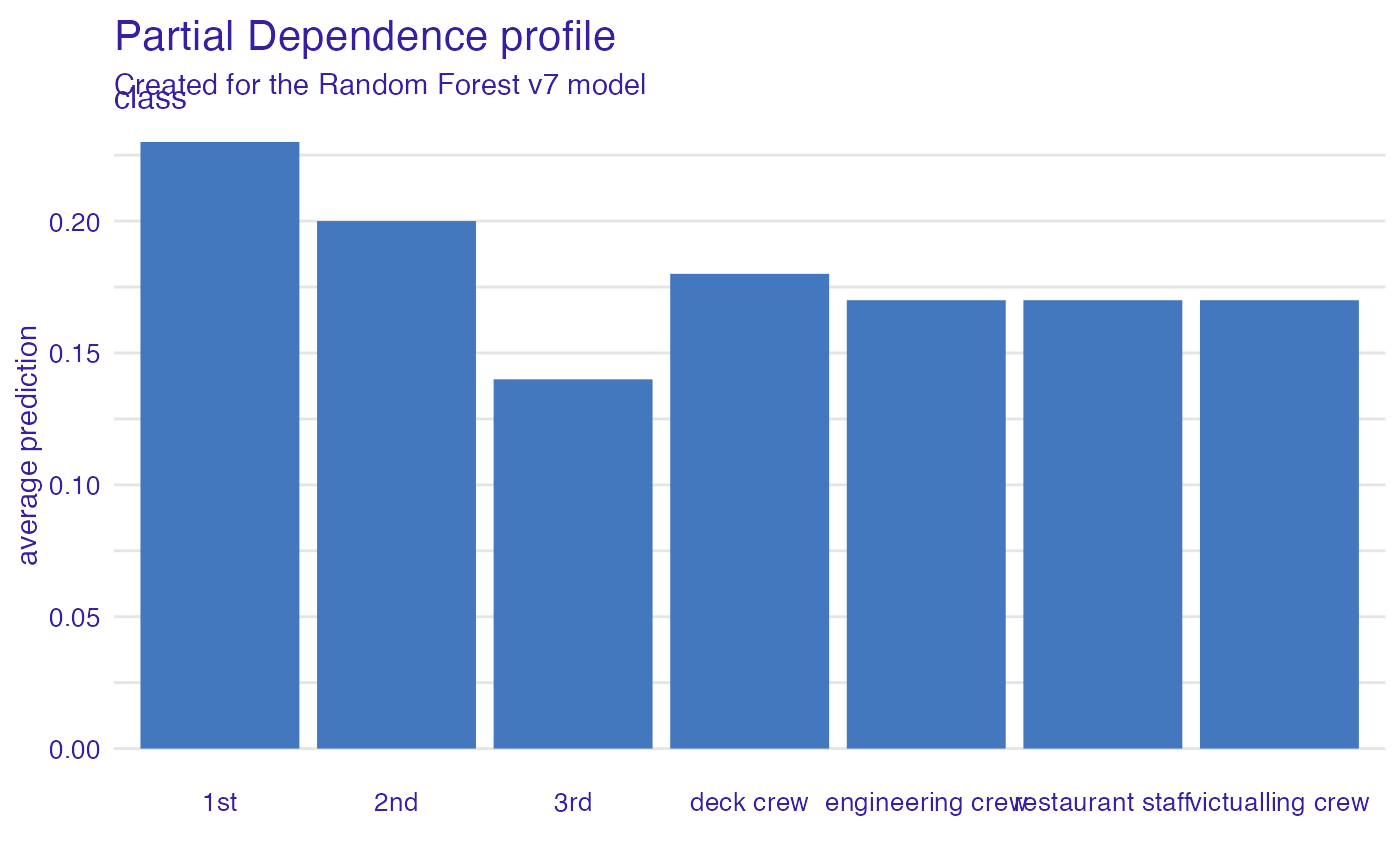 Partial Dependence profile
Created for the Random Forest v7 model
class
average prediction
0.20
0.15
0.10
0.05
0.00
1st 2nd 3rd deck crew engineering crew restaurant staff victualling crew